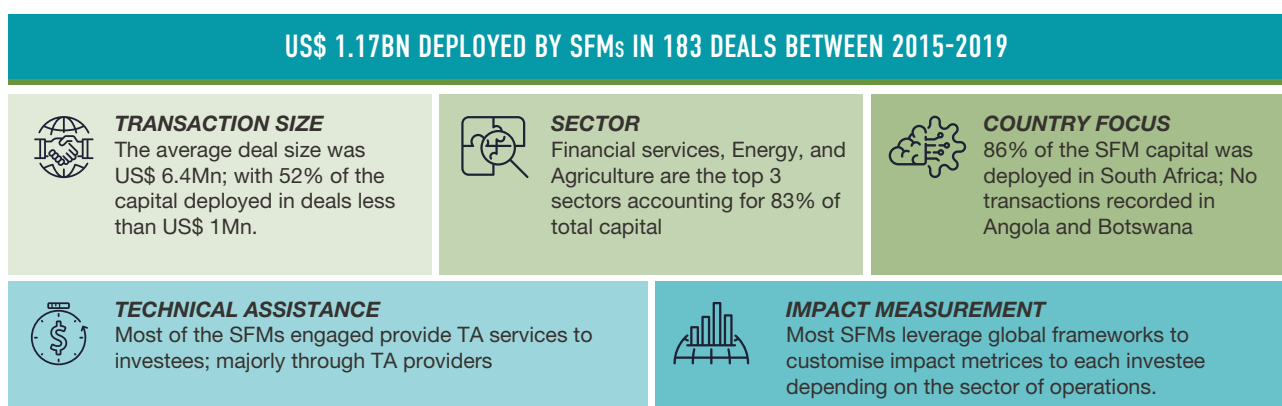 US$ 1.17BN DEPLOYED BY SFMs IN 183 DEALS BETWEEN 2015-2019
TRANSACTION SIZE
The average deal size was
US$ 6.4Mn; with 52% of the
capital deployed in deals less
than US$ 1Mn.
SECTOR
Financial services, Energy, and
Agriculture are the top 3
sectors accounting for 83% of
total capital
COUNTRY FOCUS
86% of the SFM capital was
deployed in South Africa; No
transactions recorded in
Angola and Botswana
TECHNICAL ASSISTANCE
Most of the SFMs engaged provide TA services to
investees; majorly through TA providers
IMPACT MEASUREMENT
Most SFMs leverage global frameworks to
customise impact metrices to each investee
depending on the sector of operations.